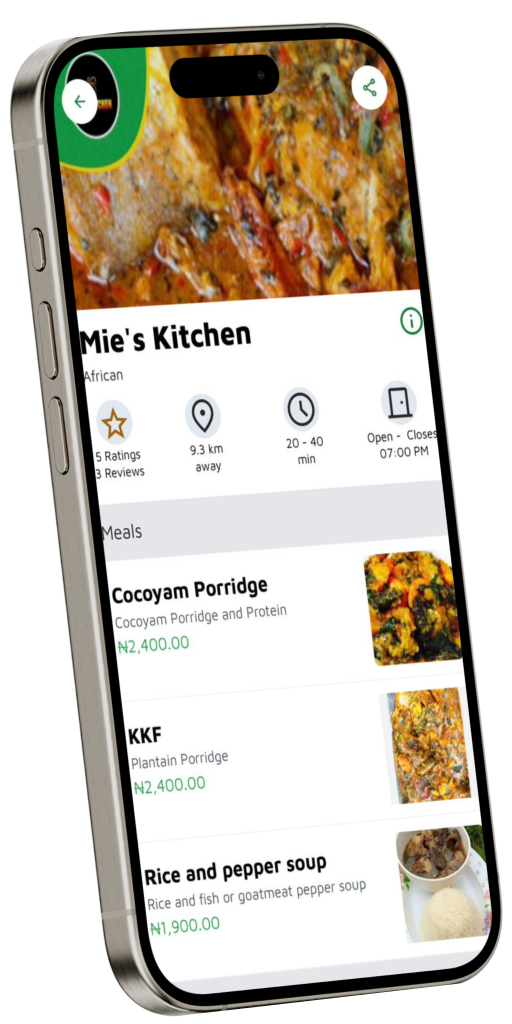 Mie's Kitchen
African
5 Ratings
3 Reviews
9.3 km
away
20 - 40
min
Open - Closes
07:00 PM
Meals
Cocoyam Porridge
Cocoyam Porridge and Protein
₦2,400.00
KKF
Plantain Porridge
₦2,400.00
Rice and pepper soup
Rice and fish or goatmeat pepper soup
₦1,900.00